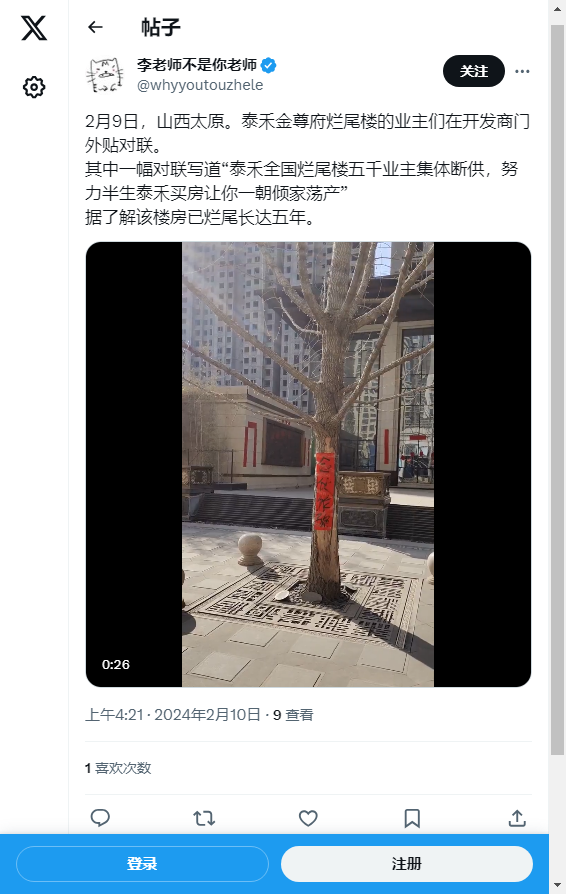 帖子
李老师不是你老师
@whyyoutouzhele
关注
2月9日，山西太原。泰禾金尊府烂尾楼的业主们在开发商门
外贴对联。
其中一幅对联写道“泰禾全国烂尾楼五千业主集体断供，努
力半生泰禾买房让你一朝倾家荡产”
据了解该楼房已烂尾长达五年。
0:26
上午4:21 · 2024年2月10日 · 9 查看
1 喜欢次数
登录
注册